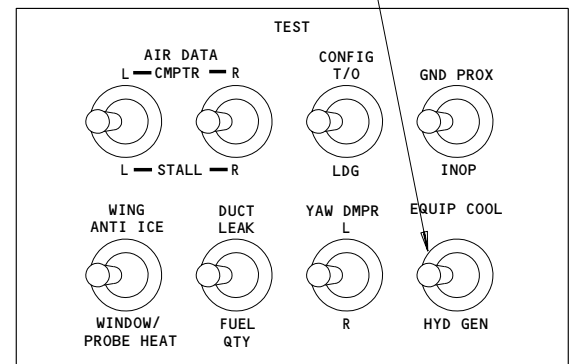 TEST
AIR DATA
L — CMPTR — R
L — STALL — R
CONFIG
T/O
LDG
GND PROX
INOP
WING
ANTI ICE
WINDOW/
PROBE HEAT
DUCT
LEAK
FUEL
QTY
YAW DMPR
L
R
EQUIP COOL
HYD GEN